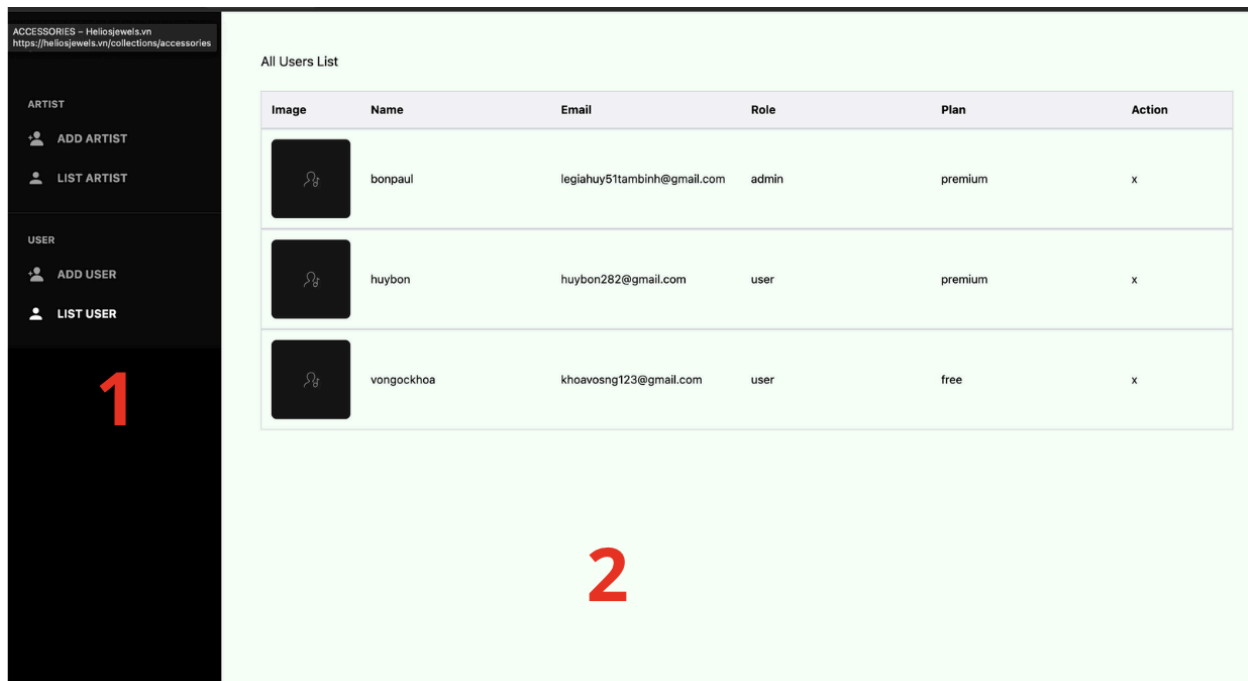 ACCESSORIES – Heliosjewels.vn
https://heliosjewels.vn/collections/accessories
ARTIST
ADD ARTIST
LIST ARTIST
USER
ADD USER
LIST USER
1
All Users List
Image Name Email Role Plan Action
bonpaul legiahuy51tambinh@gmail.com admin premium x
huybon huybon282@gmail.com user premium x
vongockhoa khoavosng123@gmail.com user free x
2